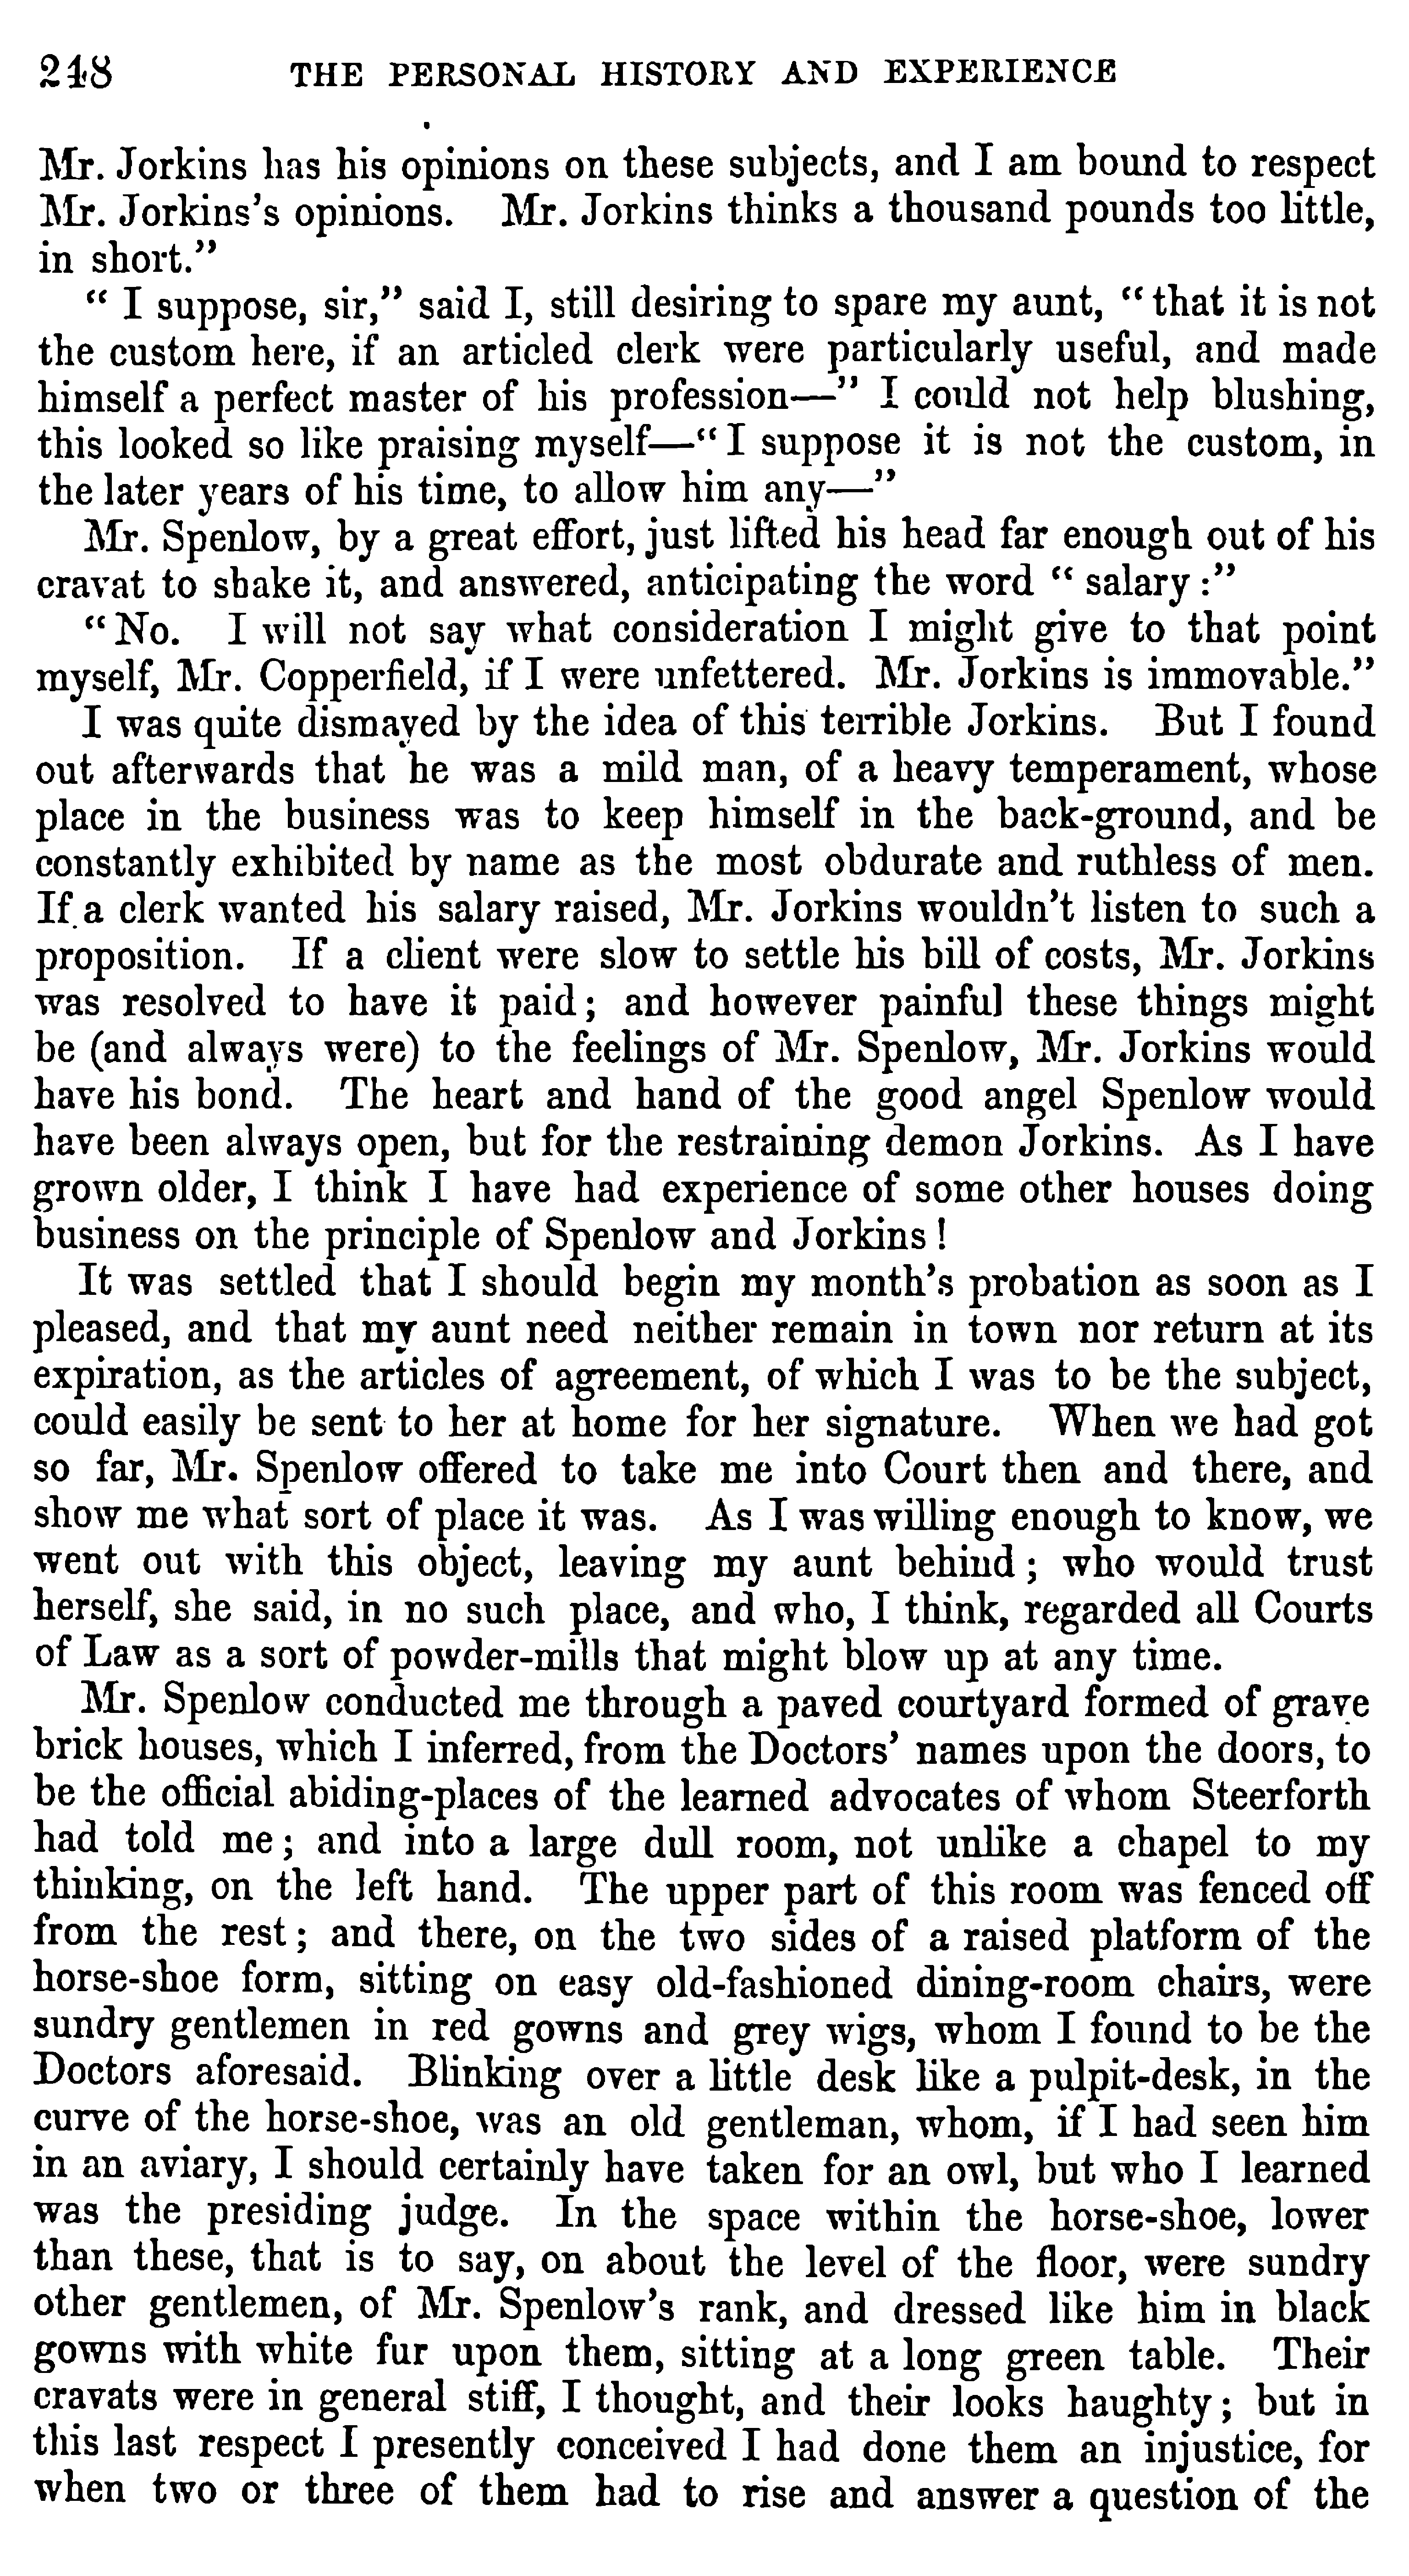 248 THE PERSONAL HISTORY AND EXPERIENCE
Mr. Jorkins has his opinions on these subjects, and I am bound to respect
Mr. Jorkins's opinions. Mr. Jorkins thinks a thousand pounds too little,
in short."
" I suppose, sir," said I, still desiring to spare my aunt, " that it is not
the custom here, if an articled clerk were particularly useful, and made
himself a perfect master of his profession—" I could not help blushing,
this looked so like praising myself—" I suppose it is not the custom, in
the later years of his time, to allow him any—"
Mr. Spenlow, by a great effort, just lifted his head far enough out of his
cravat to shake it, and answered, anticipating the word " salary :"
" No. I will not say what consideration I might give to that point
myself, Mr. Copperfield, if I were unfettered. Mr. Jorkins is immovable."
I was quite dismayed by the idea of this terrible Jorkins. But I found
out afterwards that he was a mild man, of a heavy temperament, whose
place in the business was to keep himself in the back-ground, and be
constantly exhibited by name as the most obdurate and ruthless of men.
If a clerk wanted his salary raised, Mr. Jorkins wouldn't listen to such a
proposition. If a client were slow to settle his bill of costs, Mr. Jorkins
was resolved to have it paid ; and however painful these things might
be (and always were) to the feelings of Mr. Spenlow, Mr. Jorkins would
have his bond. The heart and hand of the good angel Spenlow would
have been always open, but for the restraining demon Jorkins. As I have
grown older, I think I have had experience of some other houses doing
business on the principle of Spenlow and Jorkins !
It was settled that I should begin my month's probation as soon as I
pleased, and that my aunt need neither remain in town nor return at its
expiration, as the articles of agreement, of which I was to be the subject,
could easily be sent to her at home for her signature. When we had got
so far, Mr. Spenlow offered to take me into Court then and there, and
show me what sort of place it was. As I was willing enough to know, we
went out with this object, leaving my aunt behind ; who would trust
herself, she said, in no such place, and who, I think, regarded all Courts
of Law as a sort of powder-mills that might blow up at any time.
Mr. Spenlow conducted me through a paved courtyard formed of grave
brick houses, which I inferred, from the Doctors' names upon the doors, to
be the official abiding-places of the learned advocates of whom Steerforth
had told me ; and into a large dull room, not unlike a chapel to my
thinking, on the left hand. The upper part of this room was fenced off
from the rest ; and there, on the two sides of a raised platform of the
horse-shoe form, sitting on easy old-fashioned dining-room chairs, were
sundry gentlemen in red gowns and grey wigs, whom I found to be the
Doctors aforesaid. Blinking over a little desk like a pulpit-desk, in the
curve of the horse-shoe, was an old gentleman, whom, if I had seen him
in an aviary, I should certainly have taken for an owl, but who I learned
was the presiding judge. In the space within the horse-shoe, lower
than these, that is to say, on about the level of the floor, were sundry
other gentlemen, of Mr. Spenlow's rank, and dressed like him in black
gowns with white fur upon them, sitting at a long green table. Their
cravats were in general stiff, I thought, and their looks haughty ; but in
this last respect I presently conceived I had done them an injustice, for
when two or three of them had to rise and answer a question of the